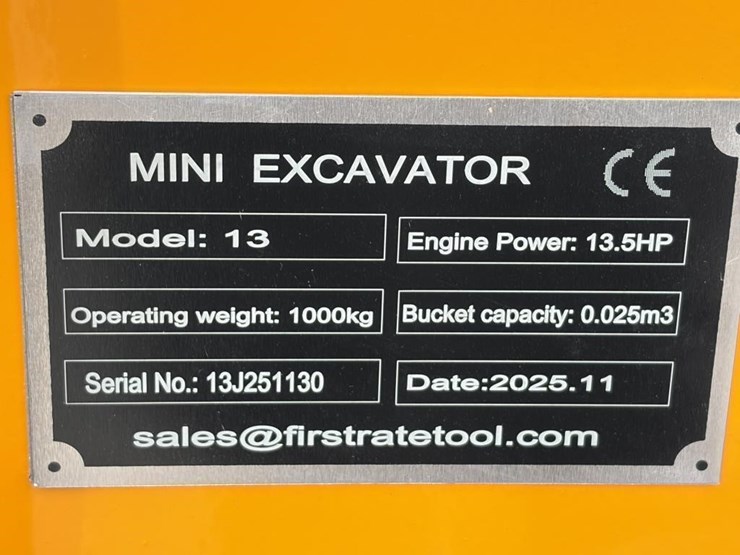 MINI EXCAVATOR CE
Model: 13
Engine Power: 13.5HP
Operating weight: 1000kg
Bucket capacity: 0.025m3
Serial No.: 13J251130
Date:2025.11
sales@firstratetool.com